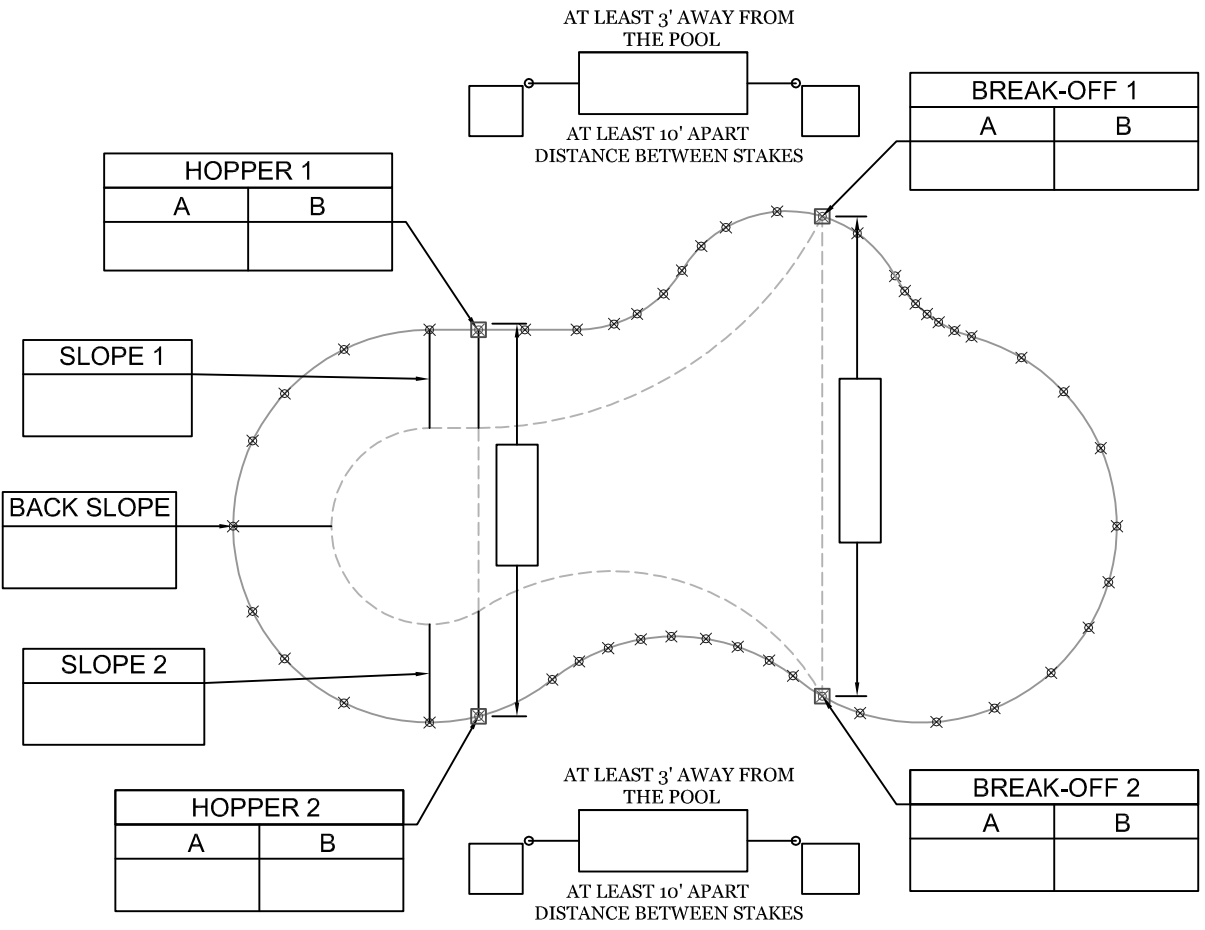 AT LEAST 3' AWAY FROM
THE POOL
AT LEAST 10' APART
DISTANCE BETWEEN STAKES
BREAK-OFF 1
A B
HOPPER 1
A B
SLOPE 1
BACK SLOPE
SLOPE 2
HOPPER 2
A B
AT LEAST 3' AWAY FROM
THE POOL
AT LEAST 10' APART
DISTANCE BETWEEN STAKES
BREAK-OFF 2
A B